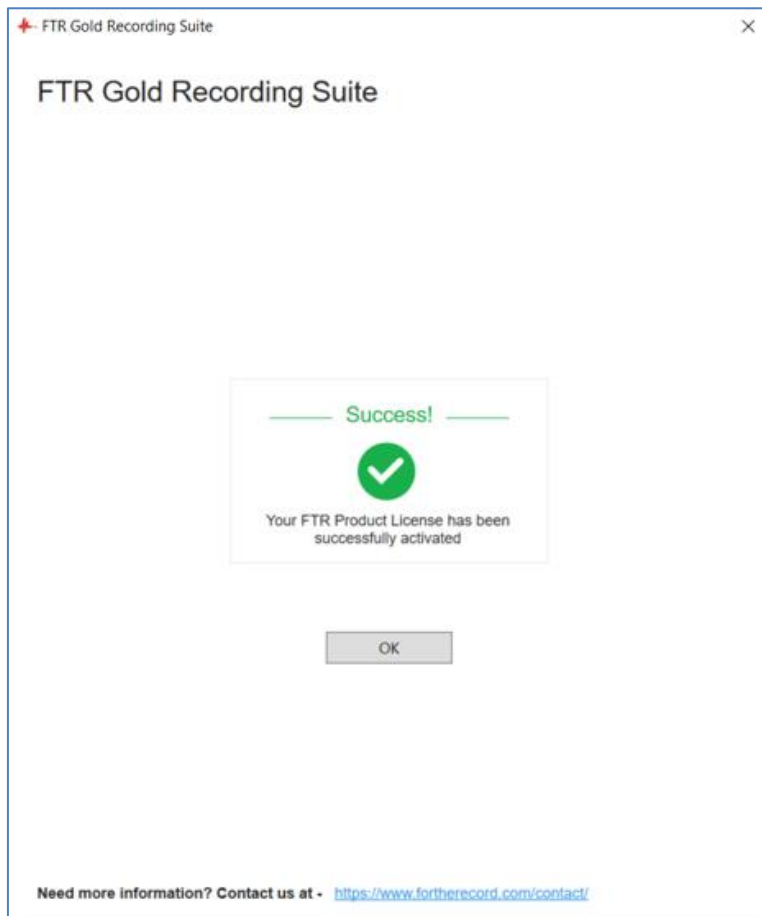 FTR Gold Recording Suite
FTR Gold Recording Suite
Success!
Your FTR Product License has been
successfully activated
OK
Need more information? Contact us at - https://www.fortherecord.com/contact/